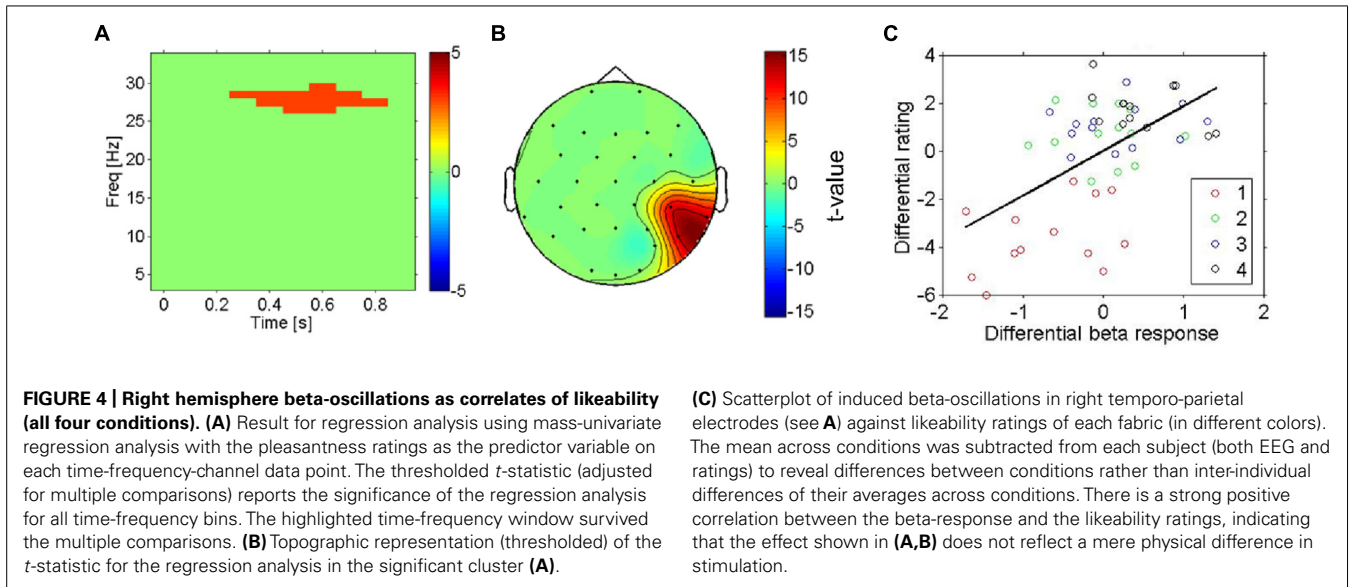 A
B
C
Freq [Hz]
30
25
20
15
10
5
0 0.2 0.4 0.6 0.8
Time [s]
5
0
-5
15
10
5
0
-5
-10
-15
t-value
Differential rating
4
2
0
-2
-4
-6
-2 -1 0 1 2
Differential beta response
1
2
3
4
FIGURE 4 | Right hemisphere beta-oscillations as correlates of likeability
(all four conditions). (A) Result for regression analysis using mass-univariate
regression analysis with the pleasantness ratings as the predictor variable on
each time-frequency-channel data point. The thresholded t-statistic (adjusted
for multiple comparisons) reports the significance of the regression analysis
for all time-frequency bins. The highlighted time-frequency window survived
the multiple comparisons. (B) Topographic representation (thresholded) of the
t-statistic for the regression analysis in the significant cluster (A).
(C) Scatterplot of induced beta-oscillations in right temporo-parietal
electrodes (see A) against likeability ratings of each fabric (in different colors).
The mean across conditions was subtracted from each subject (both EEG and
ratings) to reveal differences between conditions rather than inter-individual
differences of their averages across conditions. There is a strong positive
correlation between the beta-response and the likeability ratings, indicating
that the effect shown in (A,B) does not reflect a mere physical difference in
stimulation.